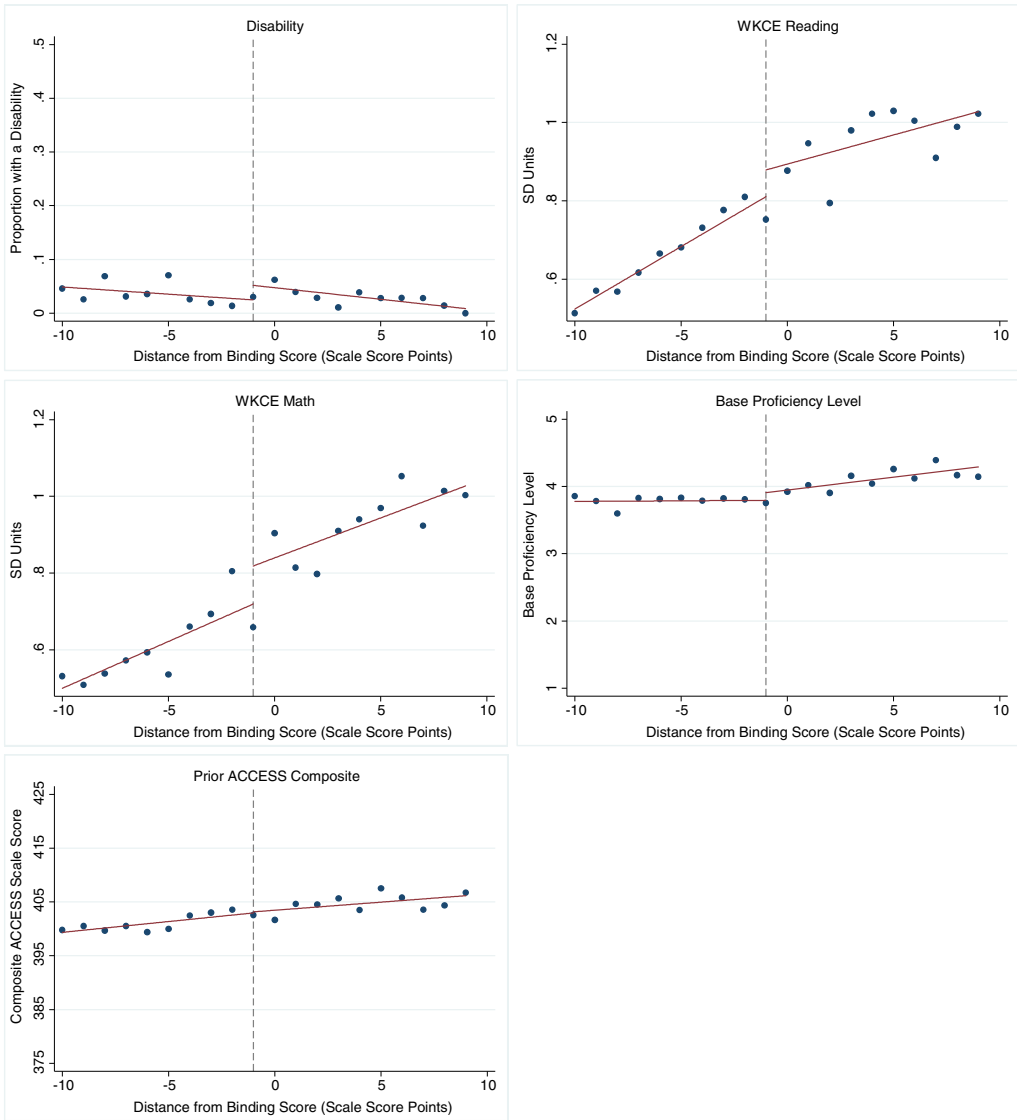 Disability
Proportion with a Disability
.5
.4
.3
.2
.1
0
-10 -5 0 5 10
Distance from Binding Score (Scale Score Points)
WKCE Reading
SD Units
1.2
1
.8
.6
-10 -5 0 5 10
Distance from Binding Score (Scale Score Points)
WKCE Math
SD Units
1.2
1
.8
.6
-10 -5 0 5 10
Distance from Binding Score (Scale Score Points)
Base Proficiency Level
Base Proficiency Level
5
4
3
2
1
-10 -5 0 5 10
Distance from Binding Score (Scale Score Points)
Prior ACCESS Composite
Composite ACCESS Scale Score
425
415
405
395
385
375
-10 -5 0 5 10
Distance from Binding Score (Scale Score Points)